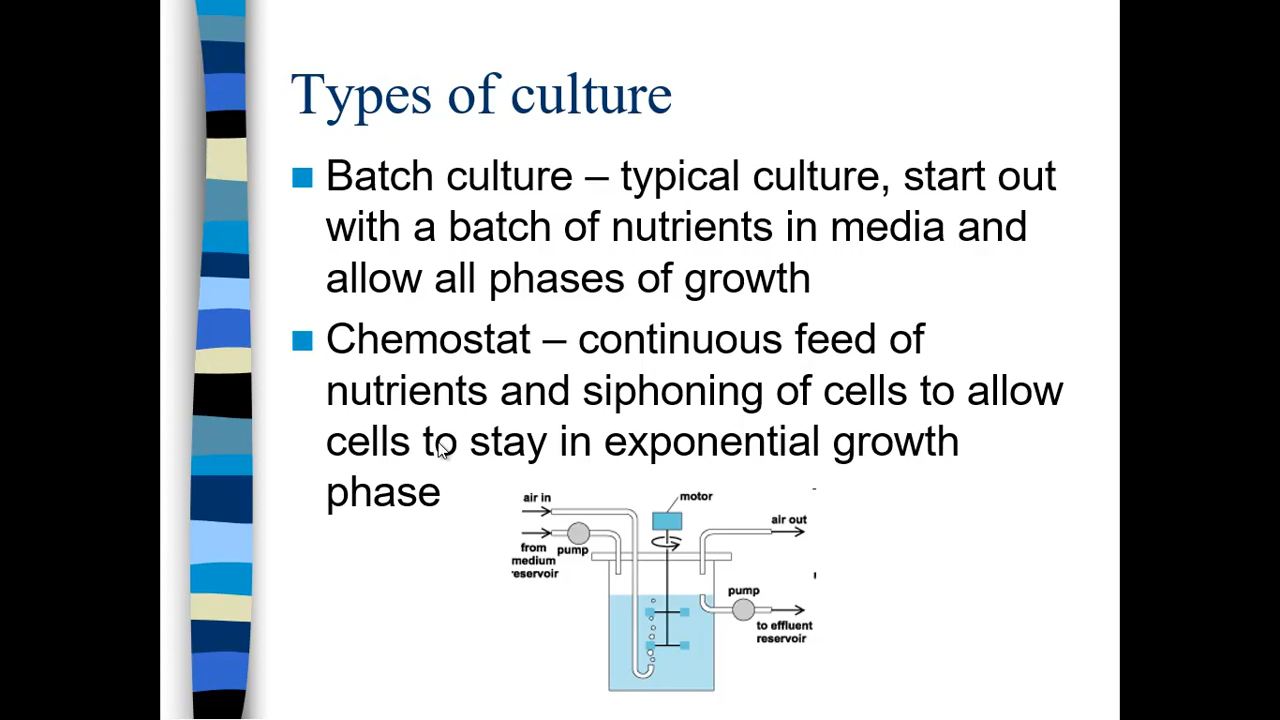 Types of culture
Batch culture – typical culture, start out
with a batch of nutrients in media and
allow all phases of growth
Chemostat – continuous feed of
nutrients and siphoning of cells to allow
cells to stay in exponential growth
phase
air in
motor
air out
from
medium
eservoir
pump
pump
to effluent
reservoir